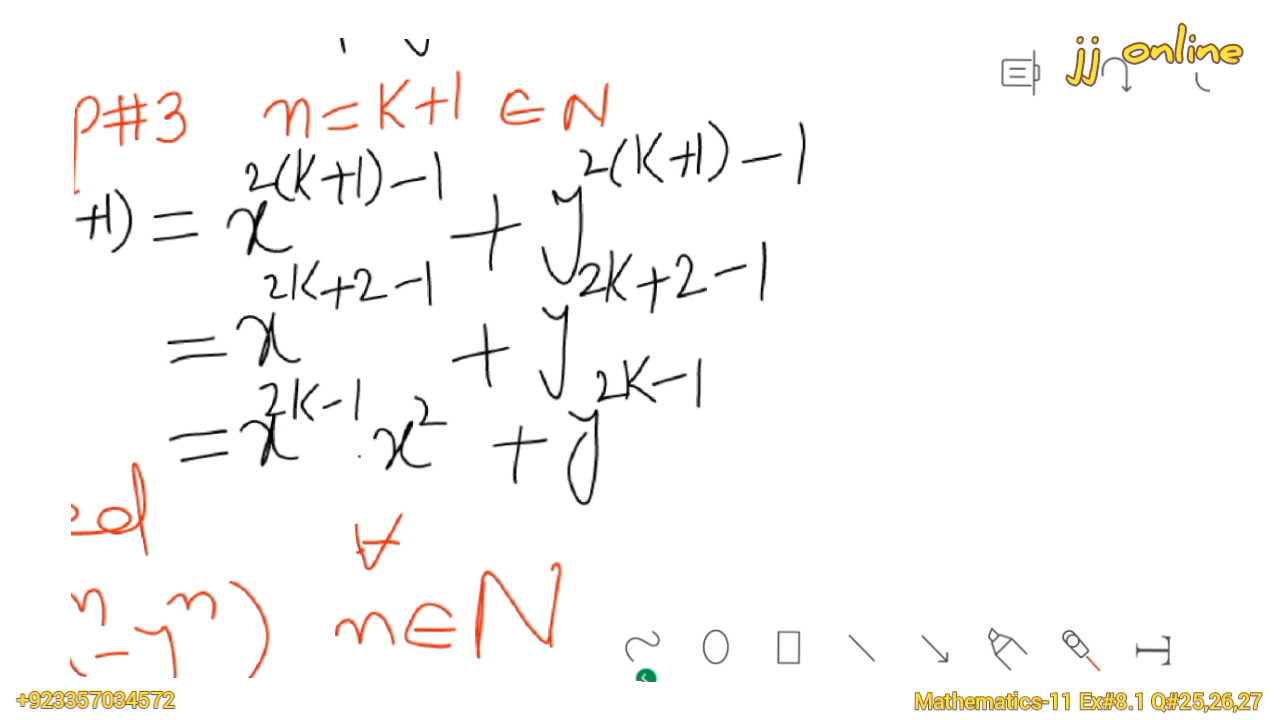 jj online
p#3 n=K+1 ∈ N
+1) = x^{2(K+1)-1} + y^{2(K+1)-1}
= x^{2K+2-1} + y^{2K+2-1}
= x^{2K-1} . x^2 + y^{2K-1}
ed ∀
n - y^n) n∈N
+923357034572
Mathematics-11 Ex#8.1 Q#25,26,27